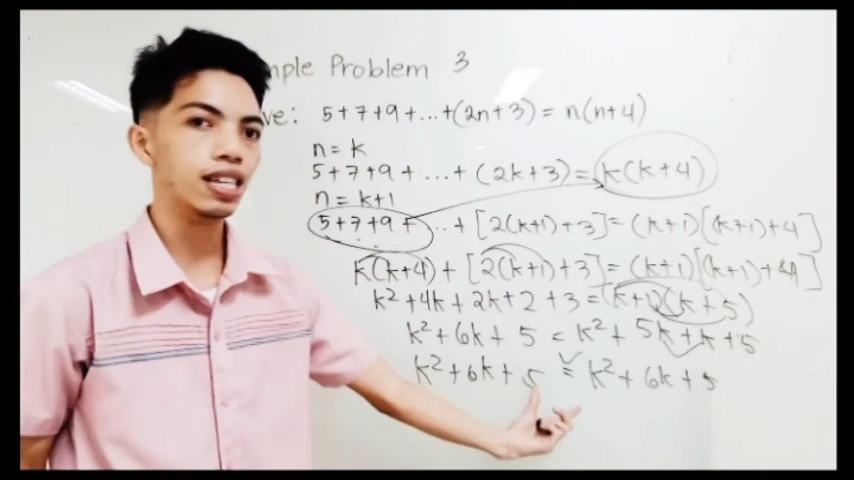 mple Problem 3
ve: 5+7+9+...+(2n+3)=n(n+4)
n=k
5+7+9+...+(2k+3)=k(k+4)
n=k+1
5+7+9+...+[2(k+1)+3]=(k+1)[(k+1)+4]
k(k+4)+[2(k+1)+3]=(k+1)[(k+1)+4]
k²+4k+2k+2+3=(k+1)(k+5)
k²+6k+5=k²+5k+k+5
k²+6k+5=k²+6k+5